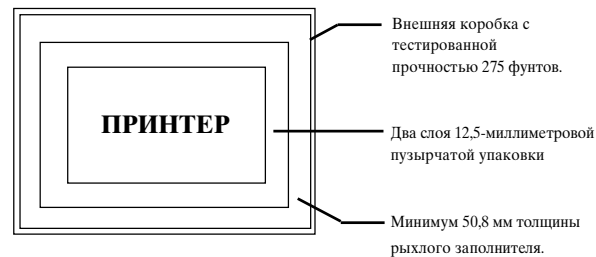 Внешняя коробка с
тестированной
прочностью 275 фунтов.
ПРИНТЕР
Два слоя 12,5-миллиметровой
пузырчатой упаковки
Минимум 50,8 мм толщины
рыхлого заполнителя.